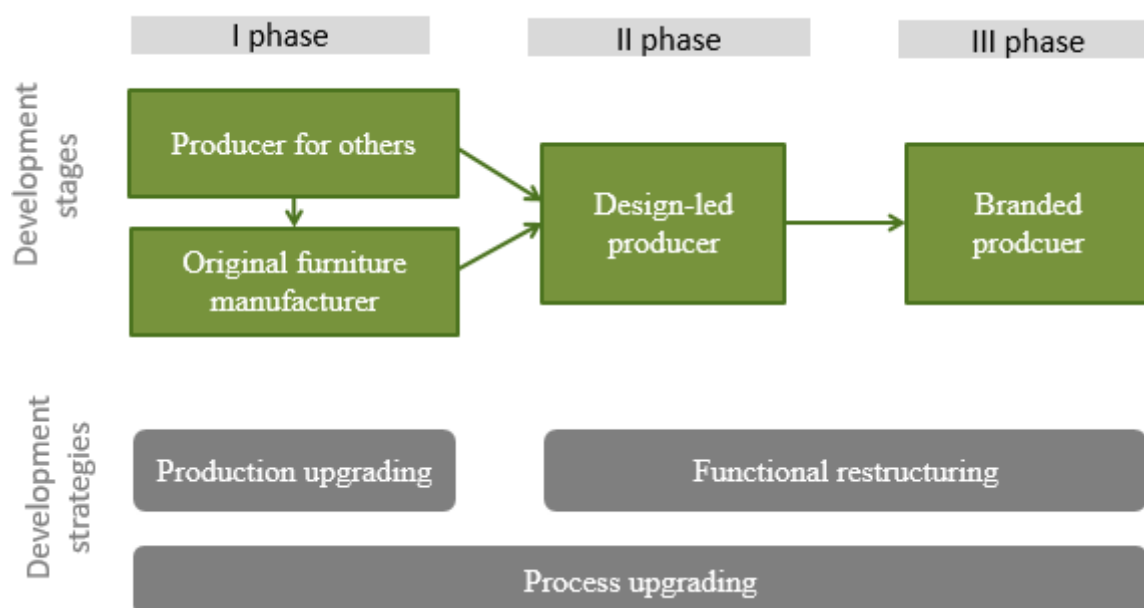 I phase
II phase
III phase
Development
stages
Producer for others
Original furniture
manufacturer
Design-led
producer
Branded
prodcuer
Development
strategies
Production upgrading
Functional restructuring
Process upgrading